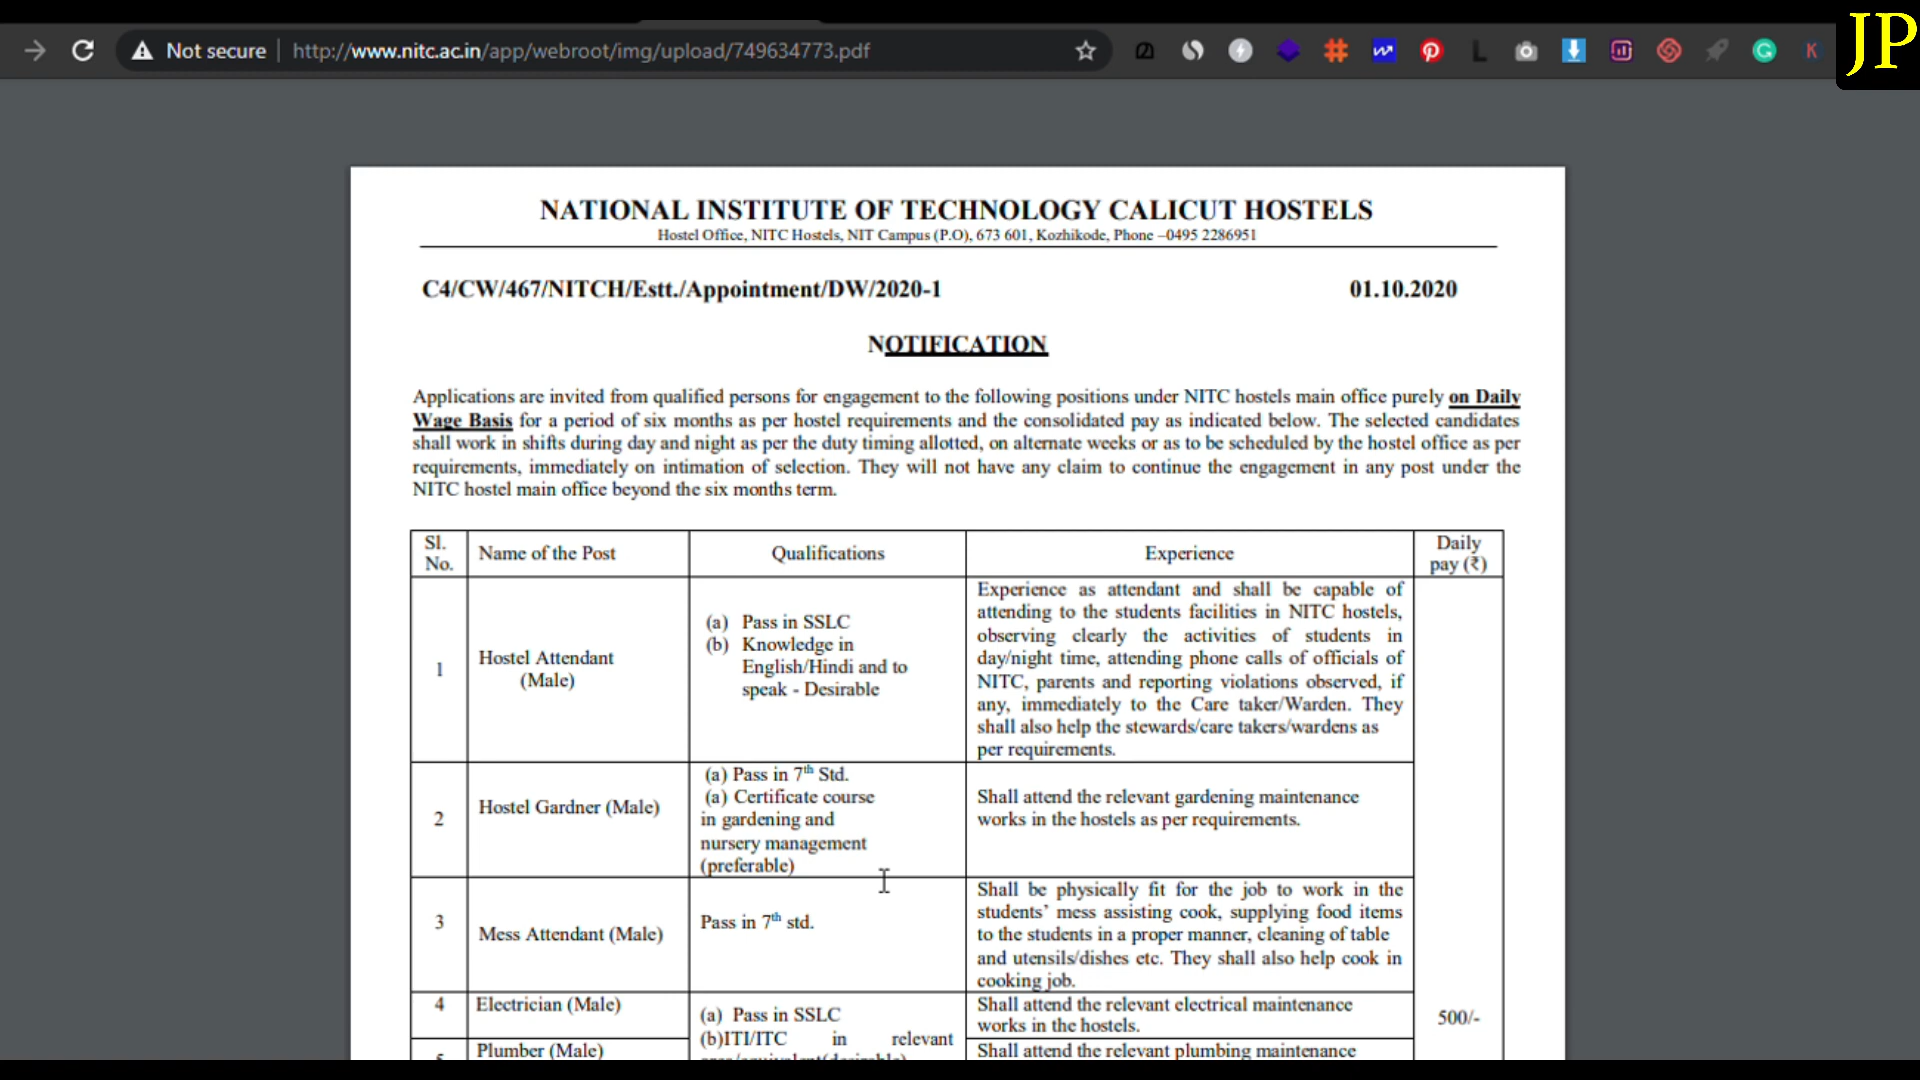 JP
Not secure | http://www.nitc.ac.in/app/webroot/img/upload/749634773.pdf
NATIONAL INSTITUTE OF TECHNOLOGY CALICUT HOSTELS
Hostel Office, NITC Hostels, NIT Campus (P.O), 673 601, Kozhikode, Phone –0495 2286951
C4/CW/467/NITCH/Estt./Appointment/DW/2020-1 01.10.2020
NOTIFICATION
Applications are invited from qualified persons for engagement to the following positions under NITC hostels main office purely on Daily
Wage Basis for a period of six months as per hostel requirements and the consolidated pay as indicated below. The selected candidates
shall work in shifts during day and night as per the duty timing allotted, on alternate weeks or as to be scheduled by the hostel office as per
requirements, immediately on intimation of selection. They will not have any claim to continue the engagement in any post under the
NITC hostel main office beyond the six months term.
Sl.
No.
Name of the Post
Qualifications
Experience
Daily
pay (₹)
1
Hostel Attendant
(Male)
(a) Pass in SSLC
(b) Knowledge in
English/Hindi and to
speak - Desirable
Experience as attendant and shall be capable of
attending to the students facilities in NITC hostels,
observing clearly the activities of students in
day/night time, attending phone calls of officials of
NITC, parents and reporting violations observed, if
any, immediately to the Care taker/Warden. They
shall also help the stewards/care takers/wardens as
per requirements.
2
Hostel Gardner (Male)
(a) Pass in 7th Std.
(a) Certificate course
in gardening and
nursery management
(preferable)
Shall attend the relevant gardening maintenance
works in the hostels as per requirements.
3
Mess Attendant (Male)
Pass in 7th std.
Shall be physically fit for the job to work in the
students’ mess assisting cook, supplying food items
to the students in a proper manner, cleaning of table
and utensils/dishes etc. They shall also help cook in
cooking job.
4
Electrician (Male)
(a) Pass in SSLC
(b)ITI/ITC in relevant
Shall attend the relevant electrical maintenance
works in the hostels.
500/-
Plumber (Male)
Shall attend the relevant plumbing maintenance